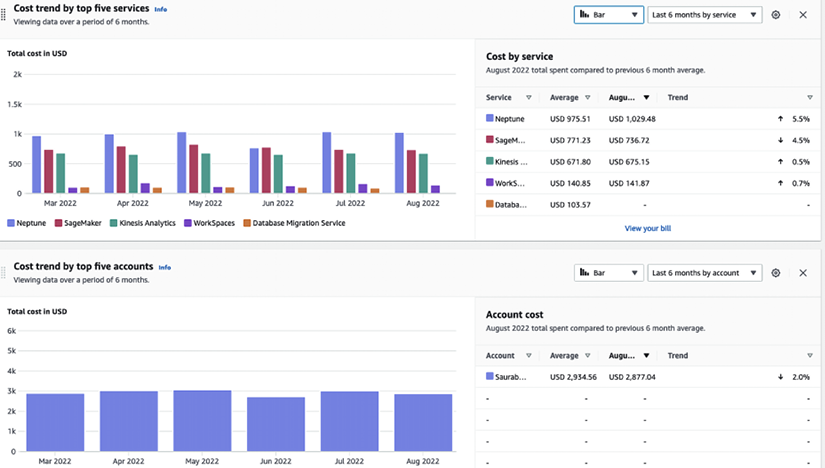 Cost trend by top five services Info
Viewing data over a period of 6 months.
Bar
Last 6 months by service
Total cost in USD
2k
1.5k
1k
500
0
Mar 2022 Apr 2022 May 2022 Jun 2022 Jul 2022 Aug 2022
Neptune SageMaker Kinesis Analytics WorkSpaces Database Migration Service
Cost by service
August 2022 total spent compared to previous 6 month average.
Service Average Augu... Trend
Neptune USD 975.51 USD 1,029.48 ↑ 5.5%
SageM... USD 771.23 USD 736.72 ↓ 4.5%
Kinesis ... USD 671.80 USD 675.15 ↑ 0.5%
WorkS... USD 140.85 USD 141.87 ↑ 0.7%
Databa... USD 103.57 - -
View your bill
Cost trend by top five accounts Info
Viewing data over a period of 6 months.
Bar
Last 6 months by account
Total cost in USD
6k
5k
4k
3k
2k
1k
0
Mar 2022 Apr 2022 May 2022 Jun 2022 Jul 2022 Aug 2022
Account cost
August 2022 total spent compared to previous 6 month average.
Account Average Augu... Trend
Saurab... USD 2,934.56 USD 2,877.04 ↓ 2.0%
- - - -
- - - -
- - - -
- - - -